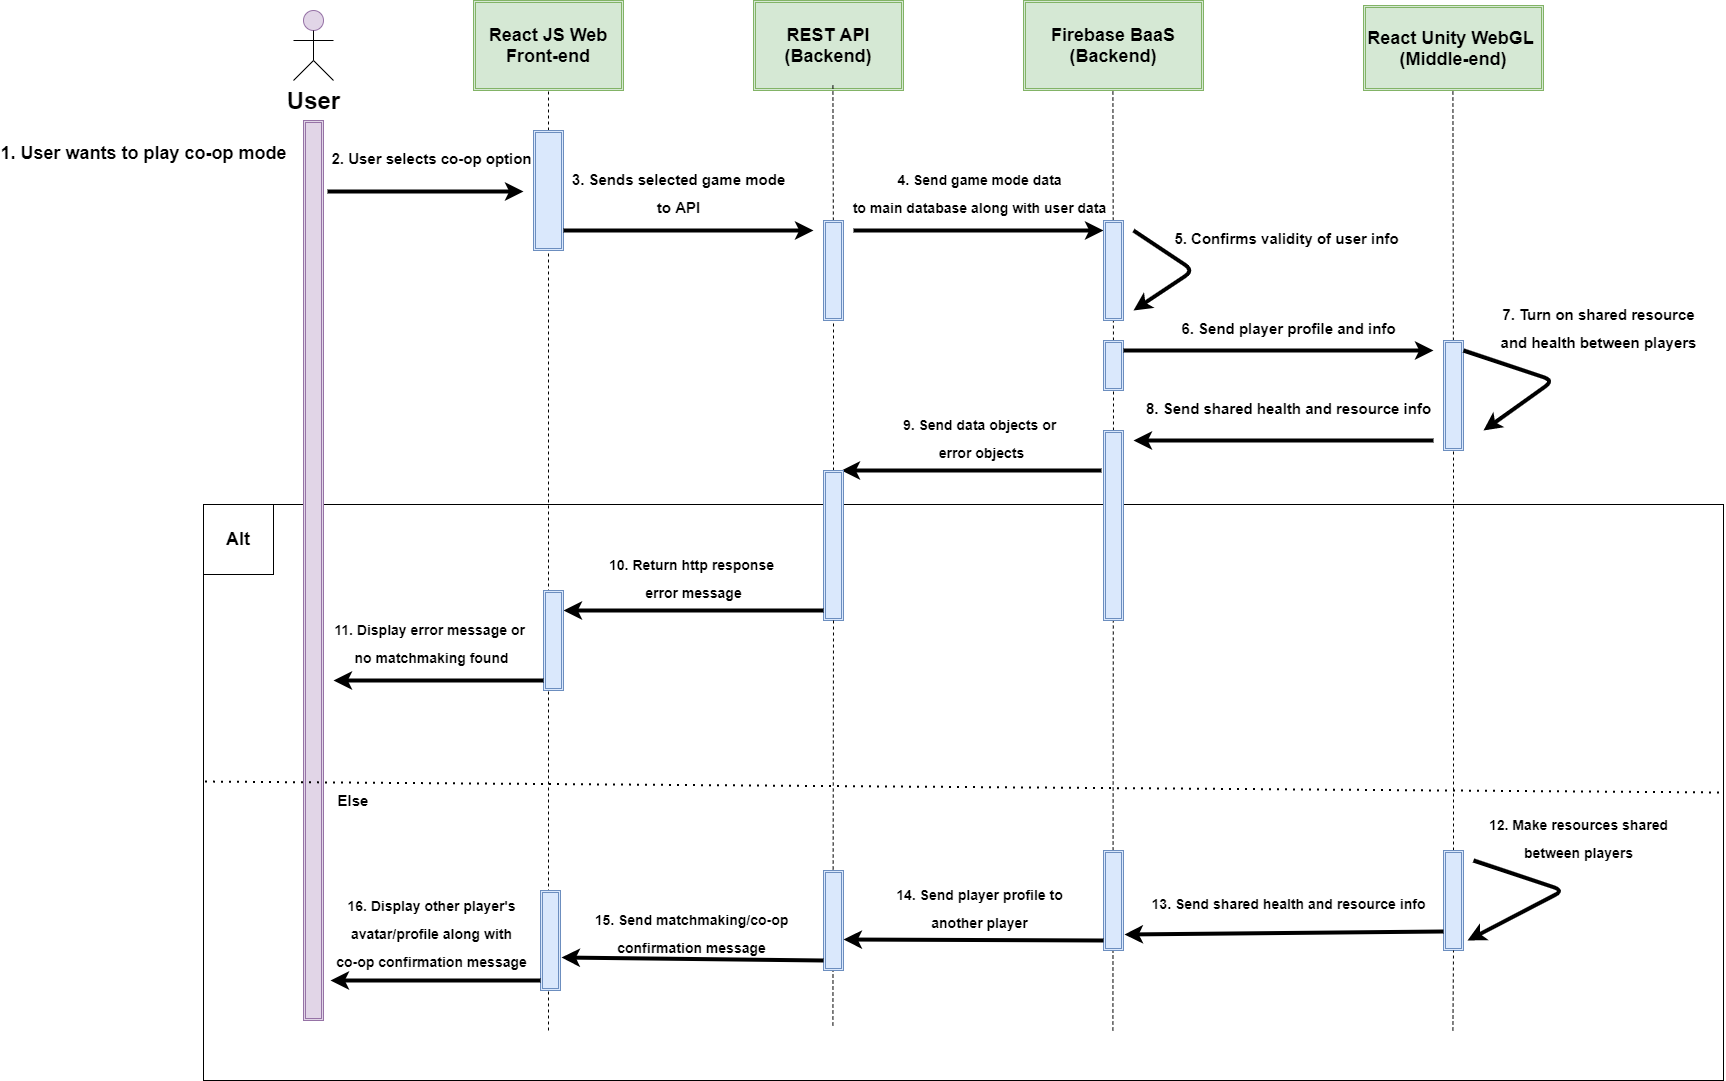 React JS Web
Front-end
REST API
(Backend)
Firebase BaaS
(Backend)
React Unity WebGL
(Middle-end)
User
1. User wants to play co-op mode
2. User selects co-op option
3. Sends selected game mode
to API
4. Send game mode data
to main database along with user data
5. Confirms validity of user info
6. Send player profile and info
7. Turn on shared resource
and health between players
8. Send shared health and resource info
9. Send data objects or
error objects
Alt
10. Return http response
error message
11. Display error message or
no matchmaking found
Else
12. Make resources shared
between players
13. Send shared health and resource info
14. Send player profile to
another player
15. Send matchmaking/co-op
confirmation message
16. Display other player's
avatar/profile along with
co-op confirmation message